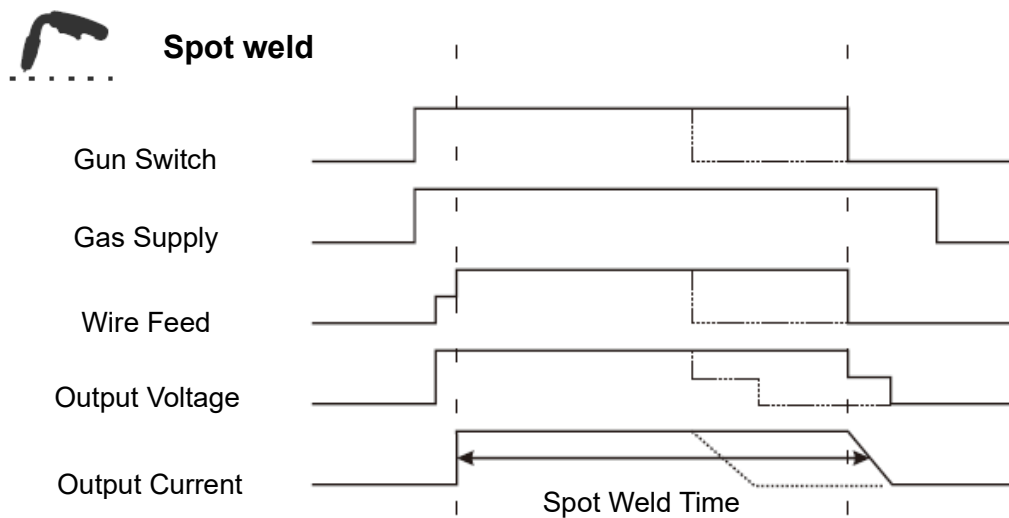 Spot weld
Gun Switch
Gas Supply
Wire Feed
Output Voltage
Output Current
Spot Weld Time